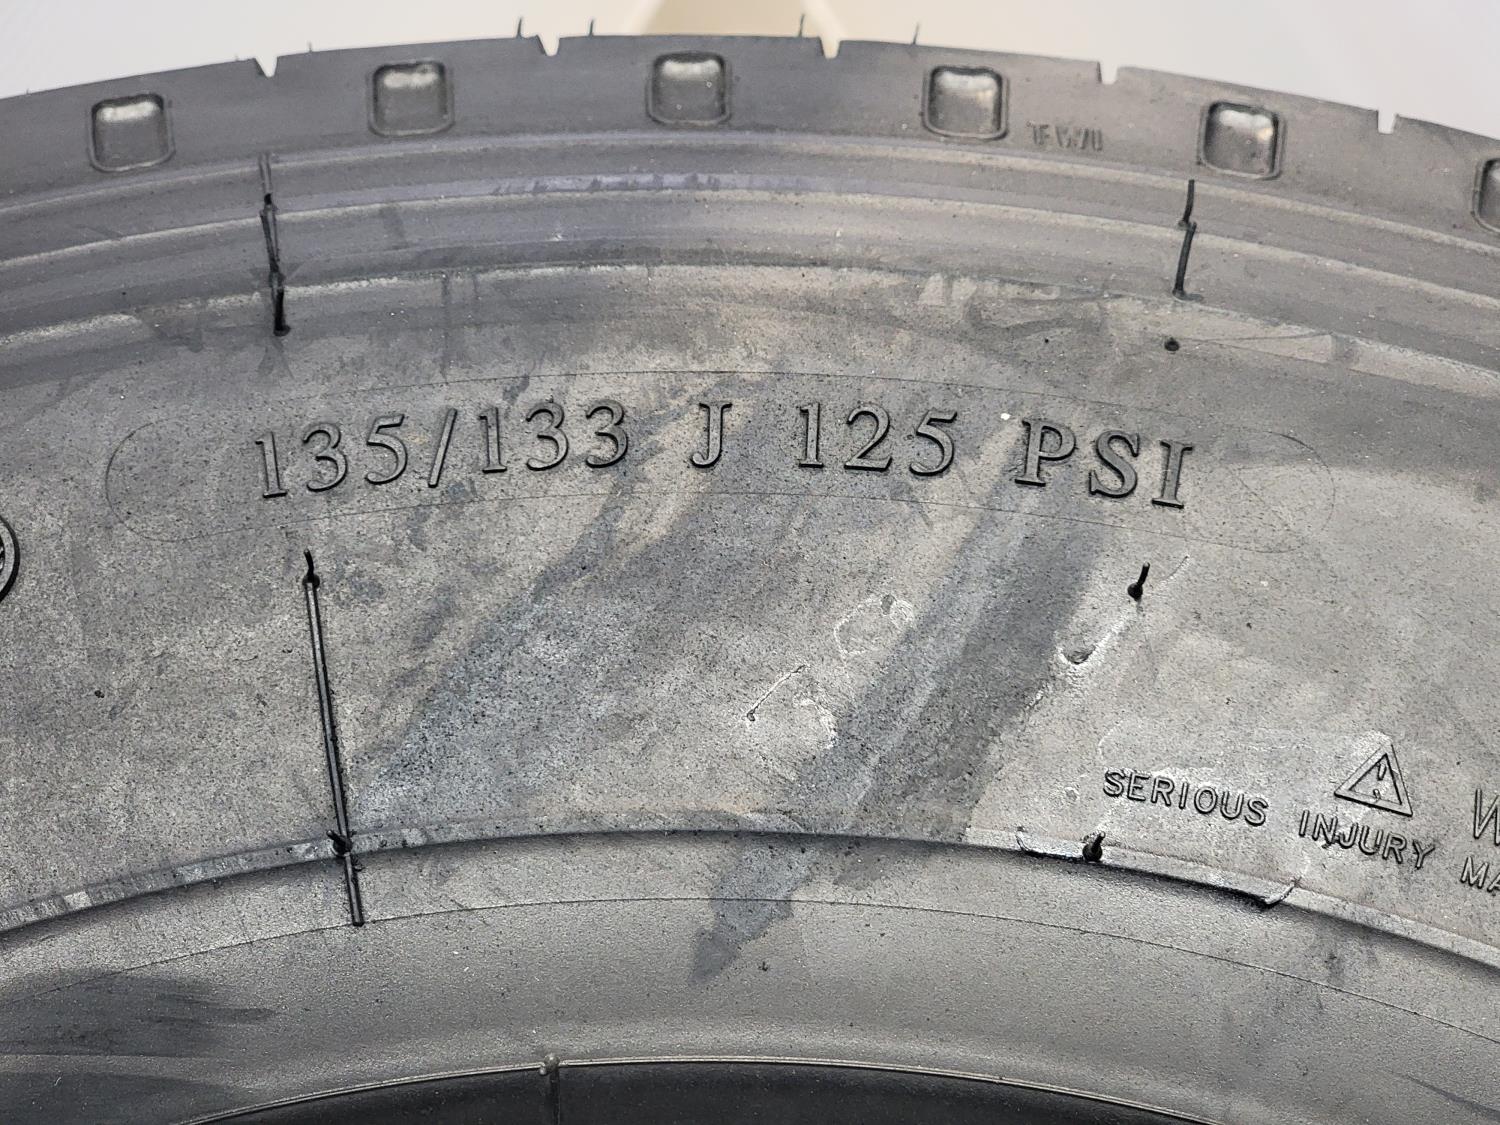 TWI
135/133 J 125 PSI
SERIOUS INJURY